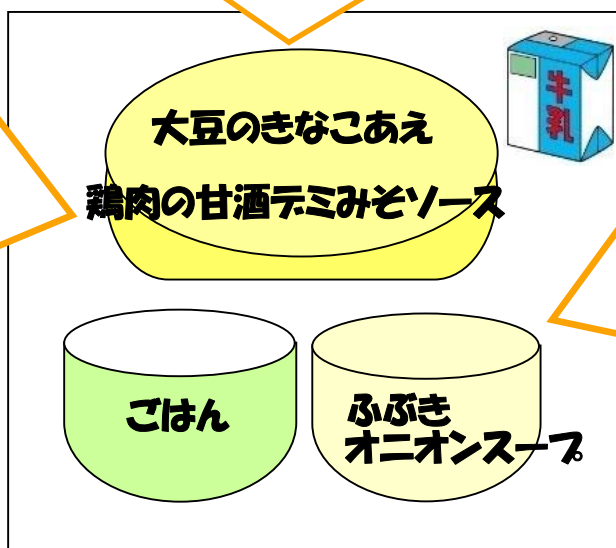 牛乳
大豆のきなこあえ
鶏肉の甘酒デミみそソース
ごはん
ふぶき
オニオンスープ